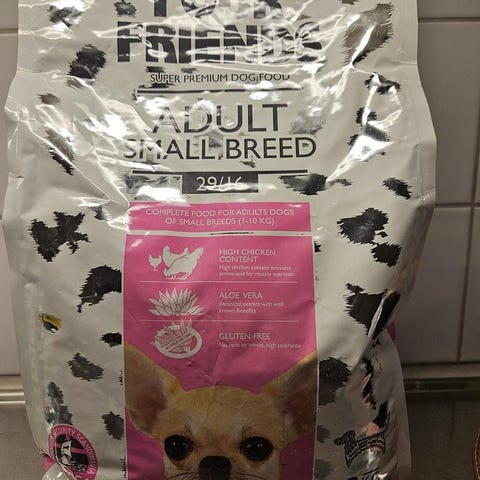 FRIENDS
SUPER PREMIUM DOG FOOD
ADULT
SMALL BREED
29/16
COMPLETE FOOD FOR ADULTS DOGS
OF SMALL BREEDS (1-10 KG)
HIGH CHICKEN
CONTENT
High chicken content provides
amino-acid for muscle nutrition
ALOE VERA
Botanical extract with well
known benefits
GLUTEN FREE
No corn or wheat, high tolerance